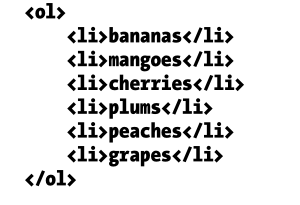 <ol>
<li>bananas</li>
<li>mangoes</li>
<li>cherries</li>
<li>plums</li>
<li>peaches</li>
<li>grapes</li>
</ol>